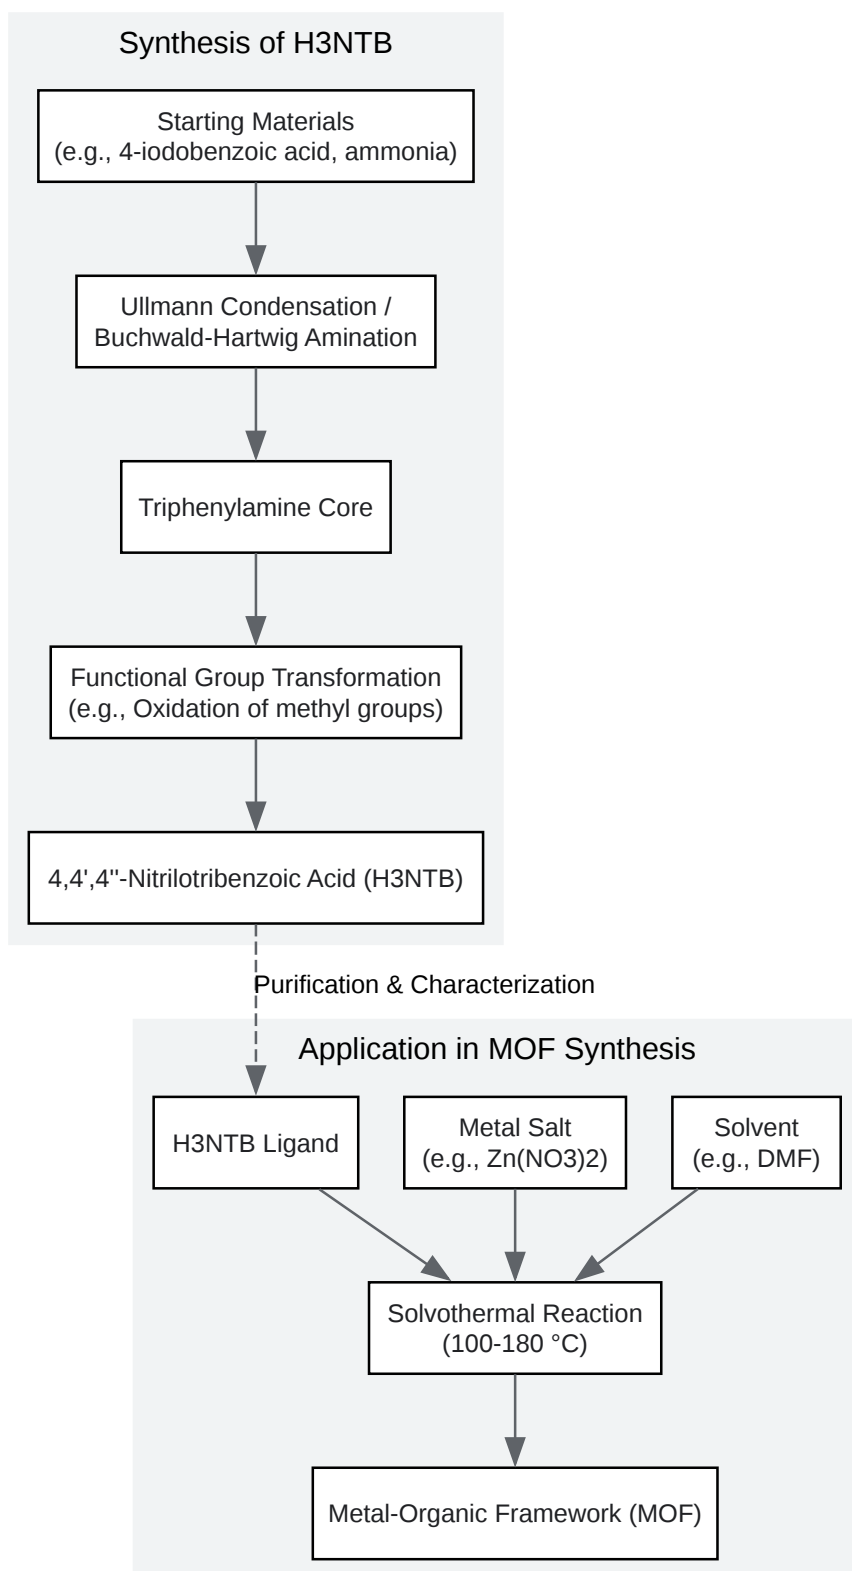 Synthesis of H3NTB
Starting Materials
(e.g., 4-iodobenzoic acid, ammonia)
Ullmann Condensation /
Buchwald-Hartwig Amination
Triphenylamine Core
Functional Group Transformation
(e.g., Oxidation of methyl groups)
4,4',4''-Nitrilotribenzoic Acid (H3NTB)
Purification & Characterization
Application in MOF Synthesis
H3NTB Ligand
Metal Salt
(e.g., Zn(NO3)2)
Solvent
(e.g., DMF)
Solvothermal Reaction
(100-180 °C)
Metal-Organic Framework (MOF)